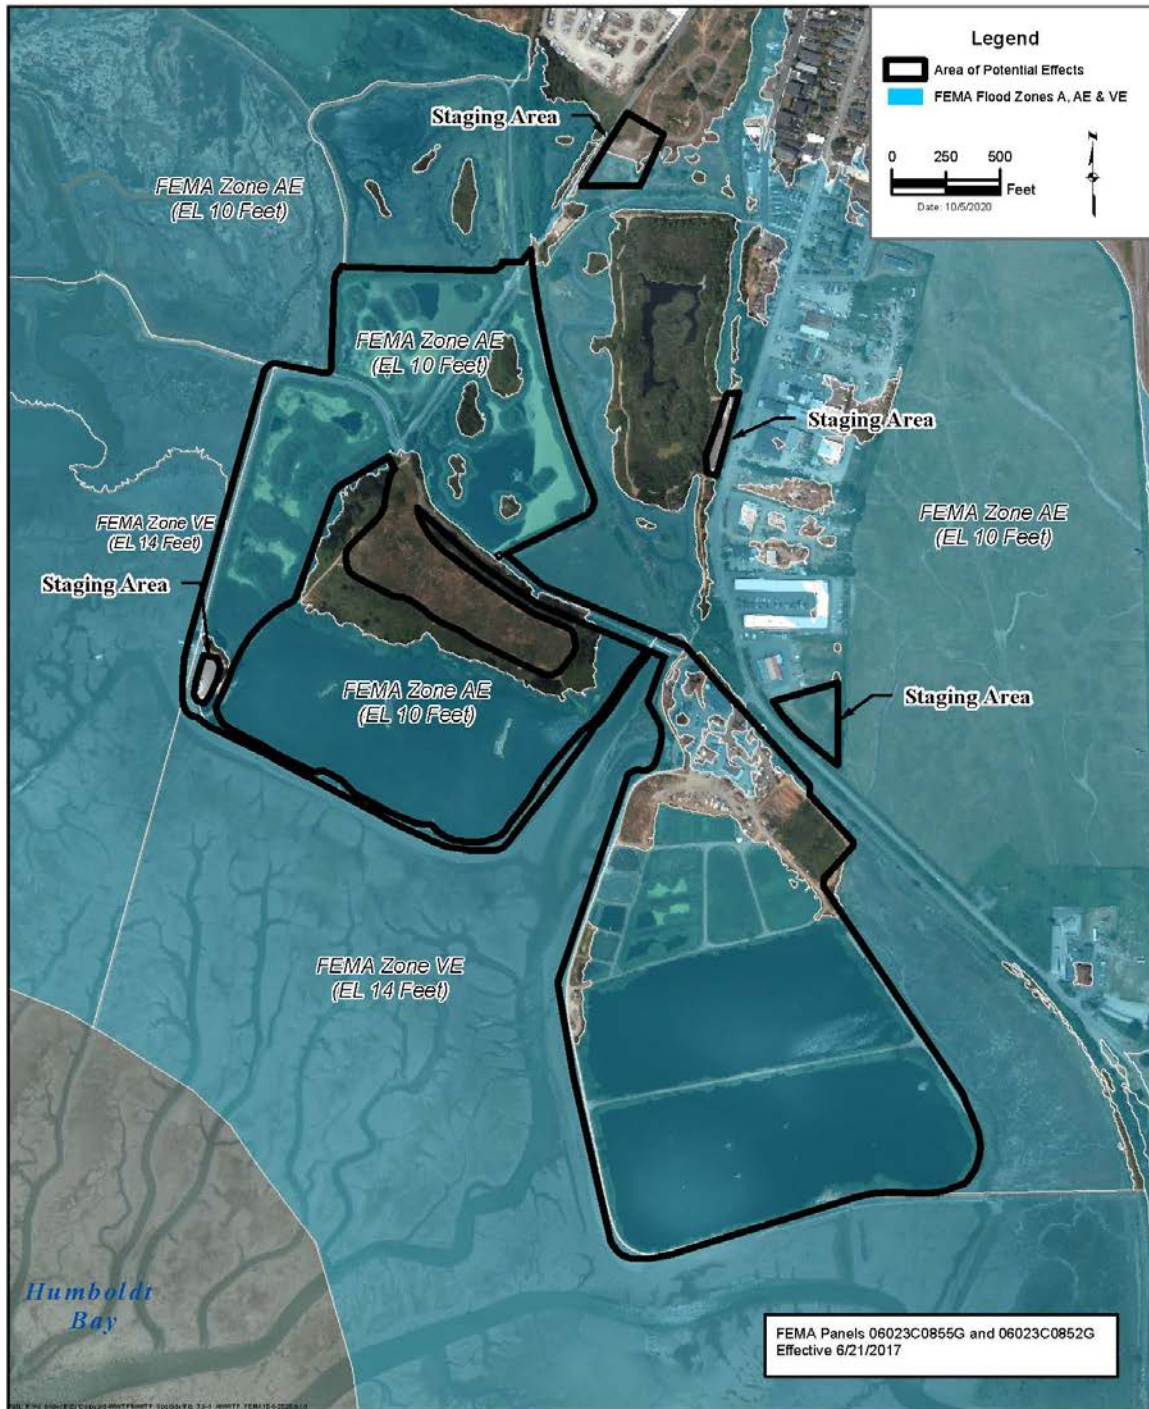 Legend
Area of Potential Effects
FEMA Flood Zones A, AE & VE
N
0 250 500
Feet
Date: 10/5/2020
Staging Area
FEMA Zone AE
(EL 10 Feet)
FEMA Zone AE
(EL 10 Feet)
Staging Area
FEMA Zone AE
(EL 10 Feet)
FEMA Zone VE
(EL 14 Feet)
Staging Area
FEMA Zone AE
(EL 10 Feet)
Staging Area
FEMA Zone VE
(EL 14 Feet)
Humboldt
Bay
FEMA Panels 06023C0855G and 06023C0852G
Effective 6/21/2017